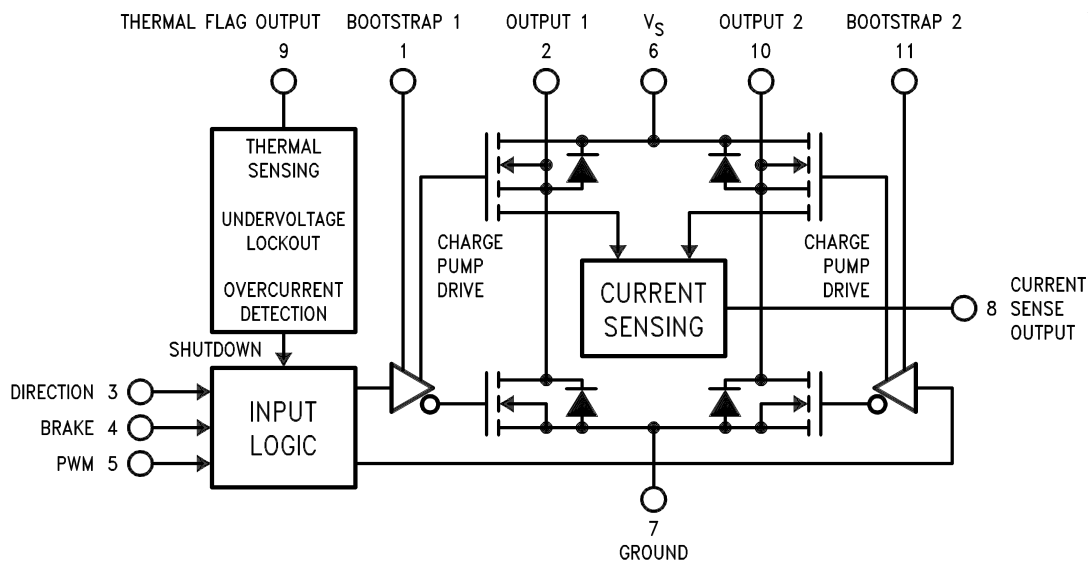 THERMAL FLAG OUTPUT
9
BOOTSTRAP 1
1
OUTPUT 1
2
VS
6
OUTPUT 2
10
BOOTSTRAP 2
11
THERMAL
SENSING
UNDERVOLTAGE
LOCKOUT
OVERCURRENT
DETECTION
CHARGE
PUMP
DRIVE
CURRENT
SENSING
CHARGE
PUMP
DRIVE
8 CURRENT
SENSE
OUTPUT
SHUTDOWN
DIRECTION 3
BRAKE 4
PWM 5
INPUT
LOGIC
7
GROUND